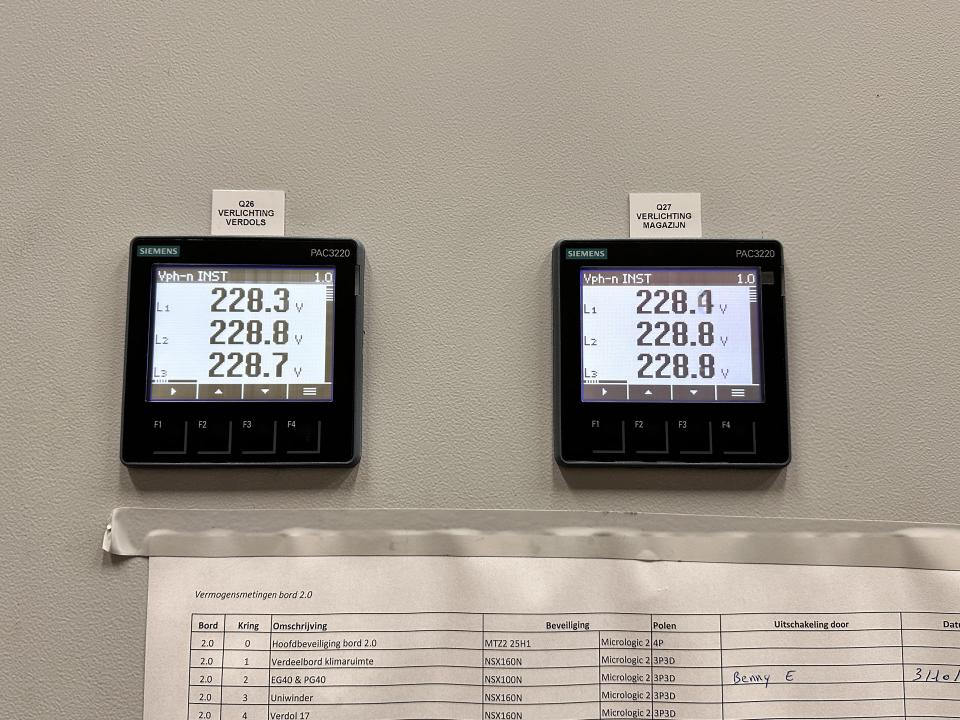 Q26
VERLICHTING
VERDOLS
Q27
VERLICHTING
MAGAZIJN
SIEMENS PAC3220
Vph-n INST 1.0
L1 228.3 V
L2 228.8 V
L3 228.7 V
F1 F2 F3 F4
SIEMENS PAC3220
Vph-n INST 1.0
L1 228.4 V
L2 228.8 V
L3 228.8 V
F1 F2 F3 F4
Vermogensmetingen bord 2.0
Bord Kring Omschrijving Beveiliging Polen Uitschakeling door
2.0 0 Hoofdbeveiliging bord 2.0 MTZ2 25H1 Micrologic 2 4P
2.0 1 Verdeelbord klimaruimte NSX160N Micrologic 2 3P3D
2.0 2 EG40 & PG40 NSX100N Micrologic 2 3P3D Benny E
2.0 3 Uniwinder NSX160N Micrologic 2 3P3D
2.0 4 Verdol 17 NSX160N Micrologic 2 3P3D